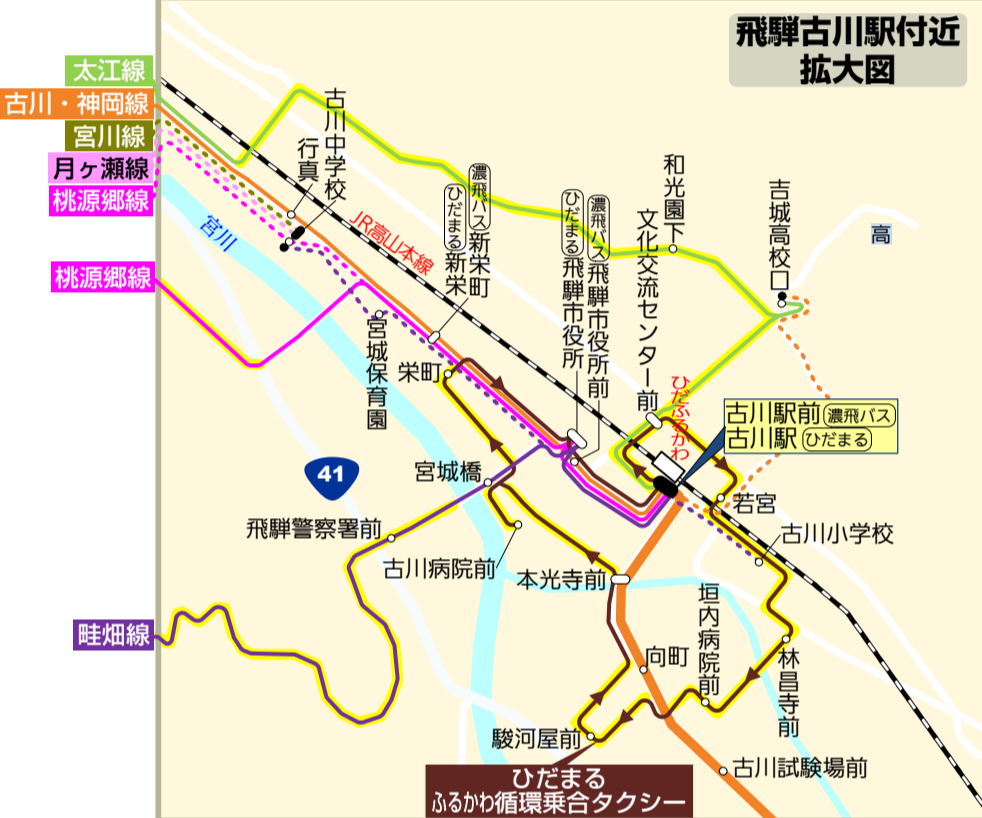 飛騨古川駅付近
拡大図
太江線
古川・神岡線
宮川線
月ヶ瀬線
桃源郷線
桃源郷線
畦畑線
古川中学校
行真
宮川
JR高山本線
濃飛バス 新栄町
ひだまる 新栄
濃飛バス 飛騨市役所前
ひだまる 飛騨市役所
和光園下
文化交流センター前
吉城高校口
高
ひだふるかわ
古川駅前 濃飛バス
古川駅 ひだまる
宮城保育園
栄町
41
宮城橋
飛騨警察署前
古川病院前
本光寺前
若宮
古川小学校
垣内病院前
向町
林昌寺前
駿河屋前
古川試験場前
ひだまる
ふるかわ循環乗合タクシー